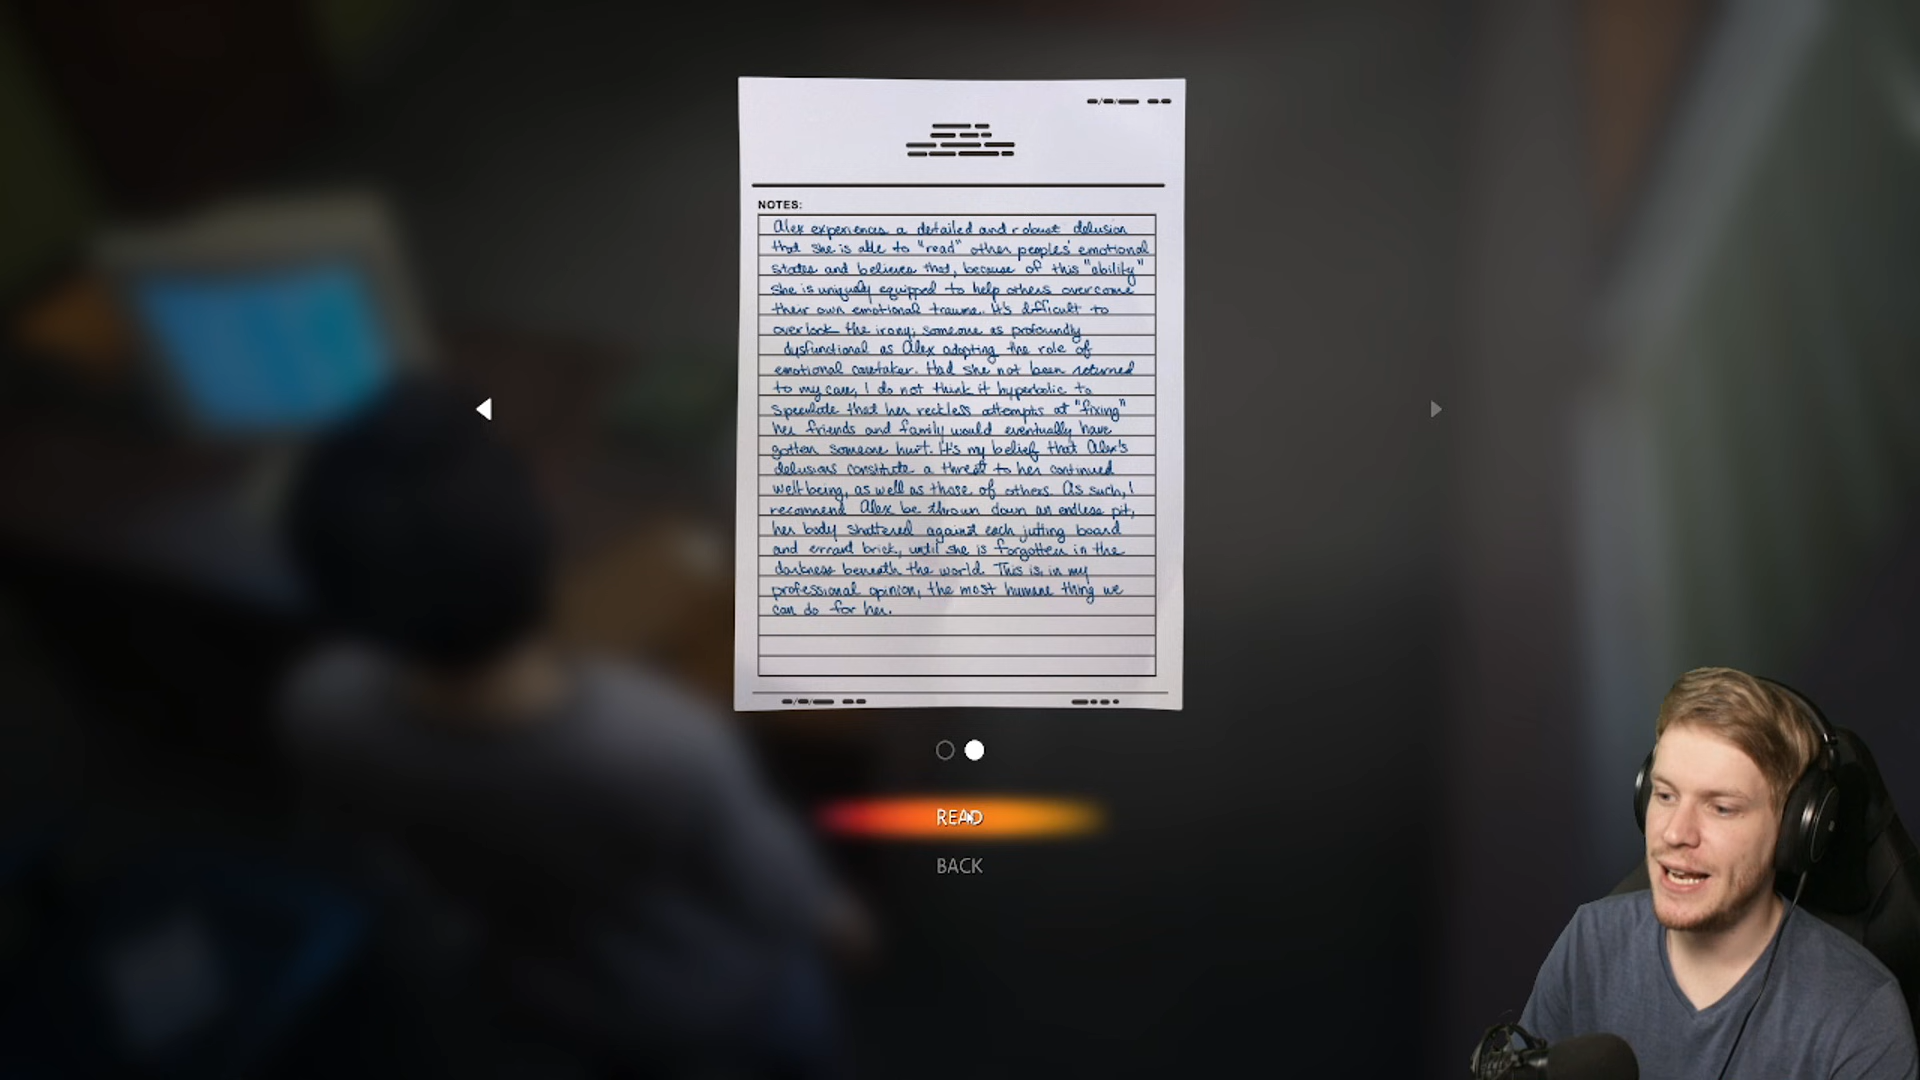 NOTES:
Alex experiences a detailed and robust delusion
that she is able to "read" other peoples' emotional
states and believes that, because of this "ability"
she is uniquely equipped to help others overcome
their own emotional trauma. It's difficult to
overlook the irony; someone as profoundly
dysfunctional as Alex adopting the role of
emotional caretaker. Had she not been returned
to my care, I do not think it hyperbolic to
speculate that her reckless attempts at "fixing"
her friends and family would eventually have
gotten someone hurt. It's my belief that Alex's
delusions constitute a threat to her continued
well being, as well as those of others. As such, I
recommend Alex be thrown down an endless pit,
her body shattered against each jutting board
and errant brick, until she is forgotten in the
darkness beneath the world. This is, in my
professional opinion, the most humane thing we
can do for her.
READ
BACK